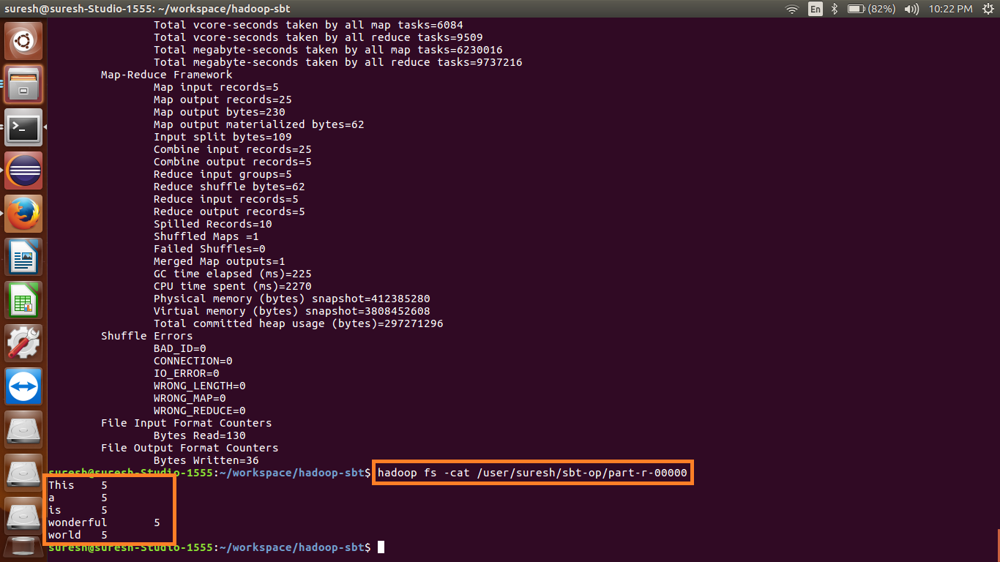 suresh@suresh-Studio-1555: ~/workspace/hadoop-sbt
En (82%) 10:22 PM
Total vcore-seconds taken by all map tasks=6084
Total vcore-seconds taken by all reduce tasks=9509
Total megabyte-seconds taken by all map tasks=6230016
Total megabyte-seconds taken by all reduce tasks=9737216
Map-Reduce Framework
Map input records=5
Map output records=25
Map output bytes=230
Map output materialized bytes=62
Input split bytes=109
Combine input records=25
Combine output records=5
Reduce input groups=5
Reduce shuffle bytes=62
Reduce input records=5
Reduce output records=5
Spilled Records=10
Shuffled Maps =1
Failed Shuffles=0
Merged Map outputs=1
GC time elapsed (ms)=225
CPU time spent (ms)=2270
Physical memory (bytes) snapshot=412385280
Virtual memory (bytes) snapshot=3808452608
Total committed heap usage (bytes)=297271296
Shuffle Errors
BAD_ID=0
CONNECTION=0
IO_ERROR=0
WRONG_LENGTH=0
WRONG_MAP=0
WRONG_REDUCE=0
File Input Format Counters
Bytes Read=130
File Output Format Counters
Bytes Written=36
suresh@suresh-Studio-1555:~/workspace/hadoop-sbt$ hadoop fs -cat /user/suresh/sbt-op/part-r-00000
This 5
a 5
is 5
wonderful 5
world 5
suresh@suresh-Studio-1555:~/workspace/hadoop-sbt$